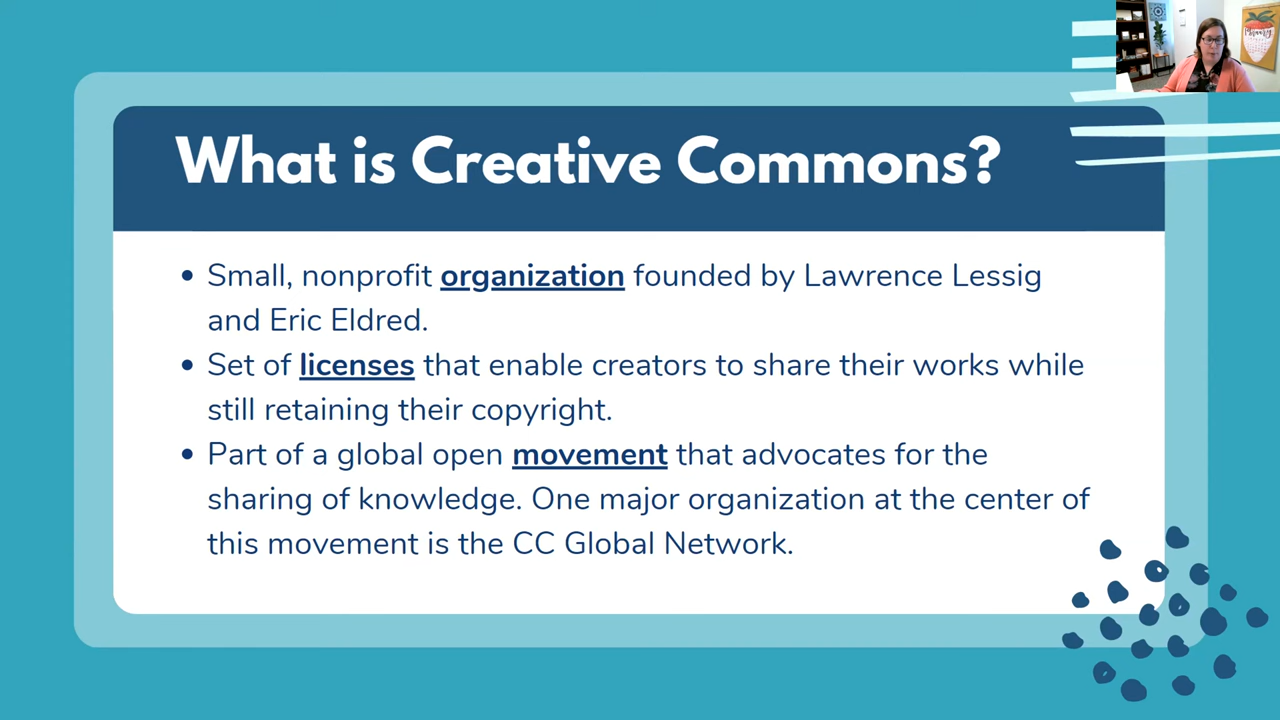 What is Creative Commons?
• Small, nonprofit organization founded by Lawrence Lessig
and Eric Eldred.
• Set of licenses that enable creators to share their works while
still retaining their copyright.
• Part of a global open movement that advocates for the
sharing of knowledge. One major organization at the center of
this movement is the CC Global Network.